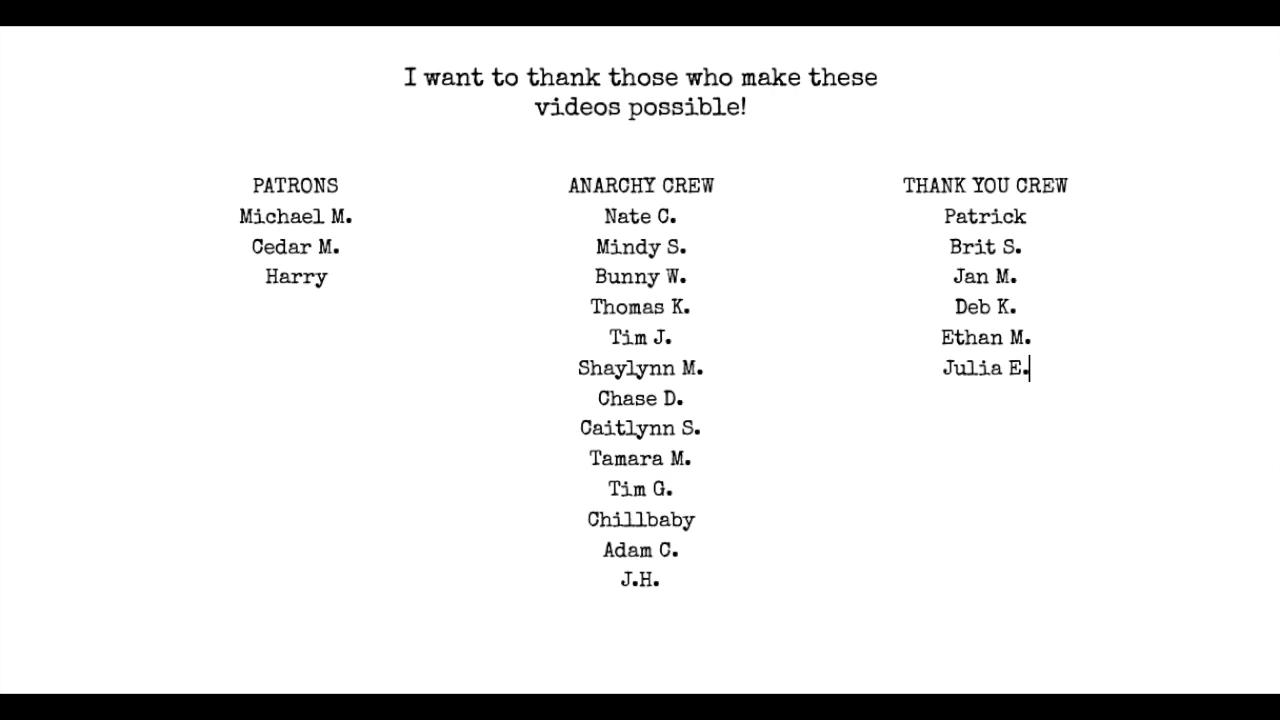 I want to thank those who make these
videos possible!
PATRONS
Michael M.
Cedar M.
Harry
ANARCHY CREW
Nate C.
Mindy S.
Bunny W.
Thomas K.
Tim J.
Shaylynn M.
Chase D.
Caitlynn S.
Tamara M.
Tim G.
Chillbaby
Adam C.
J.H.
THANK YOU CREW
Patrick
Brit S.
Jan M.
Deb K.
Ethan M.
Julia E.